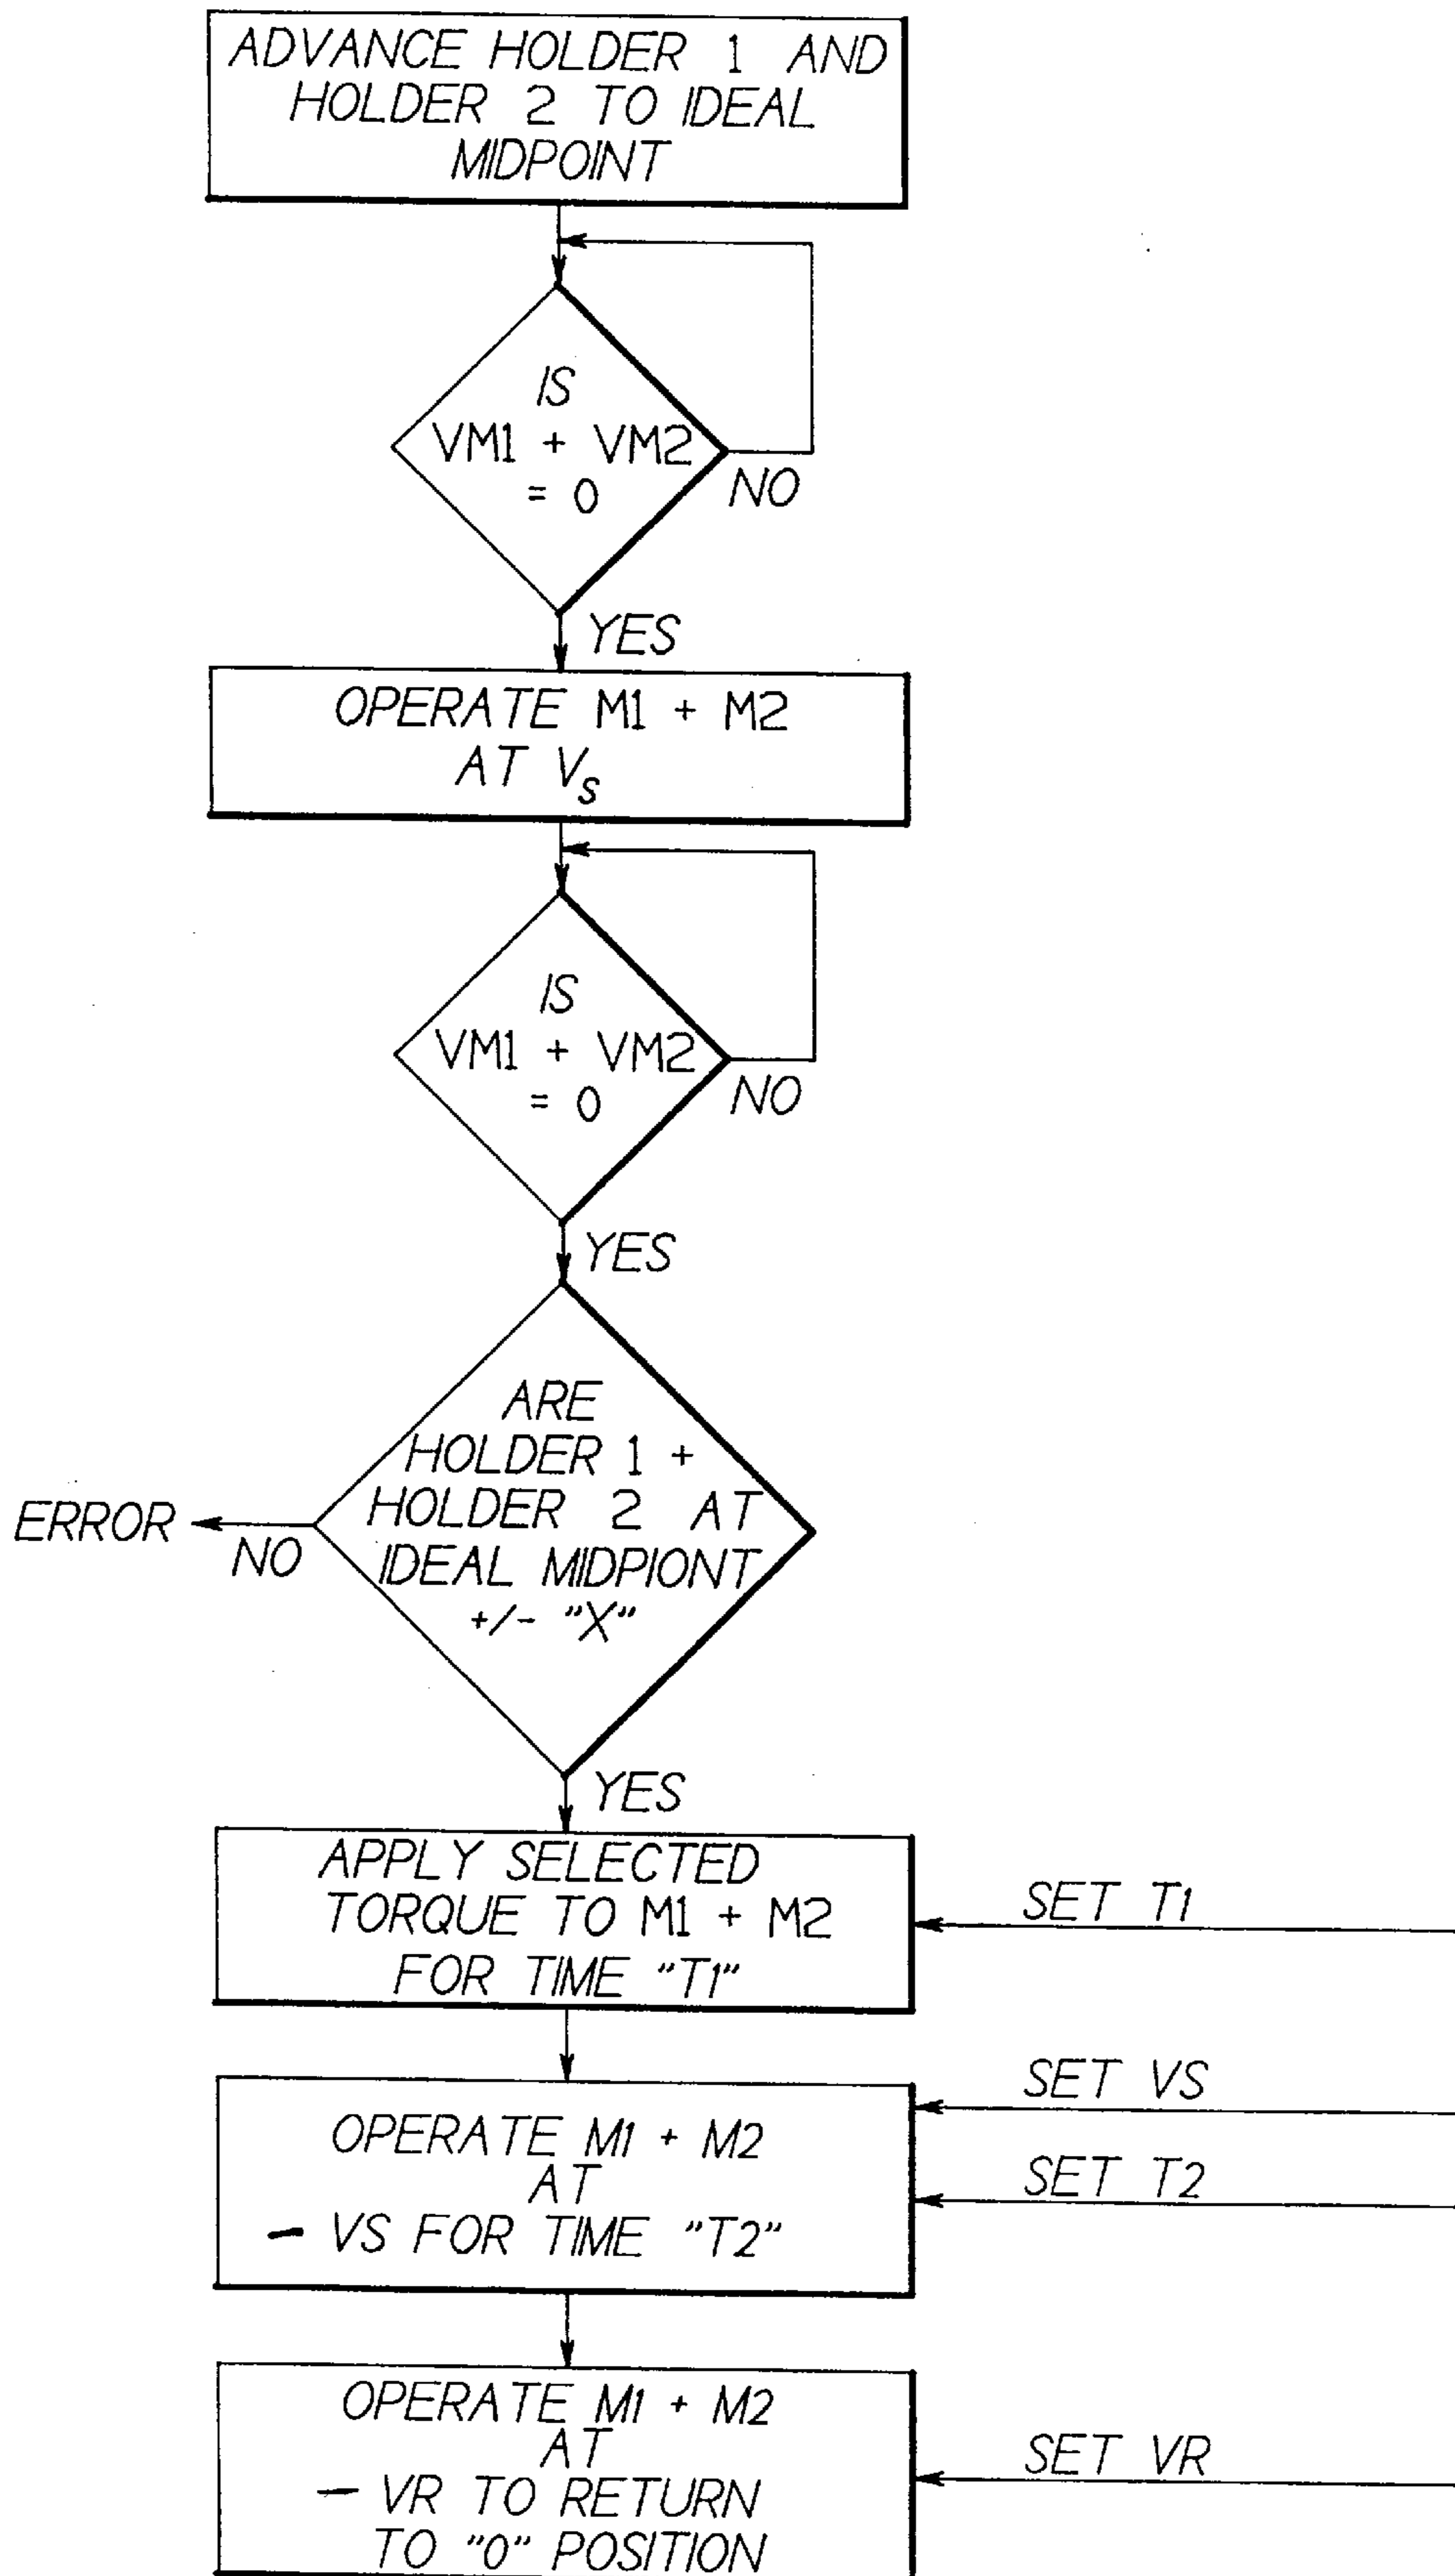 ADVANCE HOLDER 1 AND
HOLDER 2 TO IDEAL
MIDPOINT
IS
VM1 + VM2
= 0
NO
YES
OPERATE M1 + M2
AT Vs
IS
VM1 + VM2
= 0
NO
YES
ARE
HOLDER 1 +
HOLDER 2 AT
IDEAL MIDPIONT
+/- "X"
ERROR
NO
YES
APPLY SELECTED
TORQUE TO M1 + M2
FOR TIME "T1"
SET T1
OPERATE M1 + M2
AT
- VS FOR TIME "T2"
SET VS
SET T2
OPERATE M1 + M2
AT
- VR TO RETURN
TO "0" POSITION
SET VR